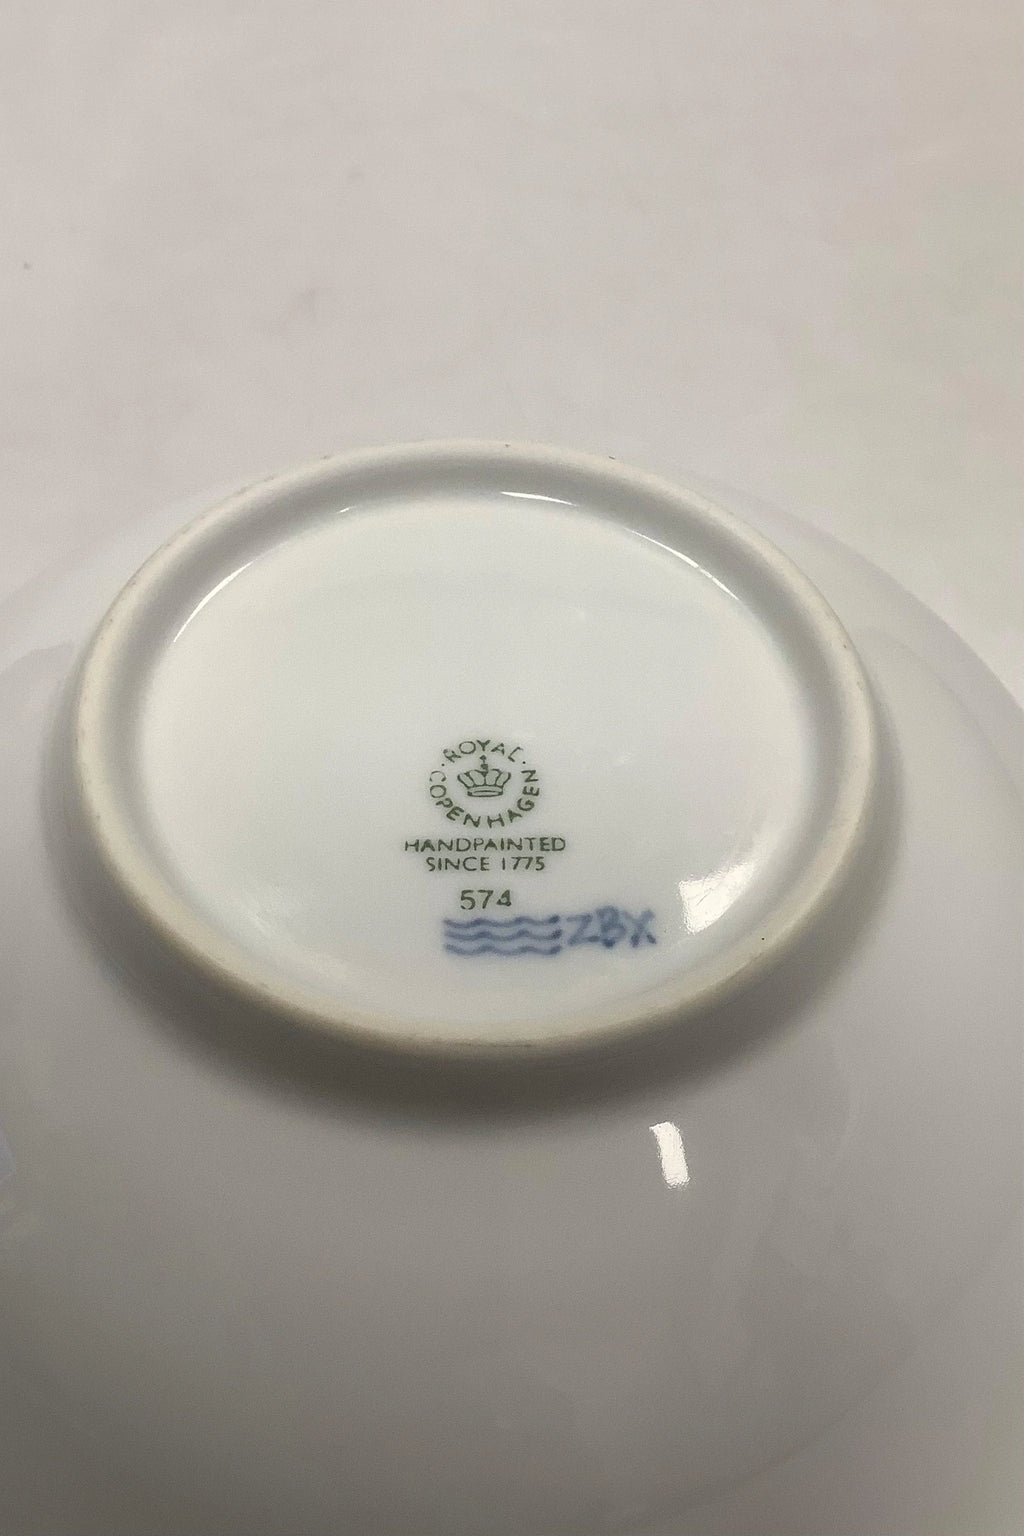 ROYAL COPENHAGEN
HANDPAINTED
SINCE 1775
574
ZBX